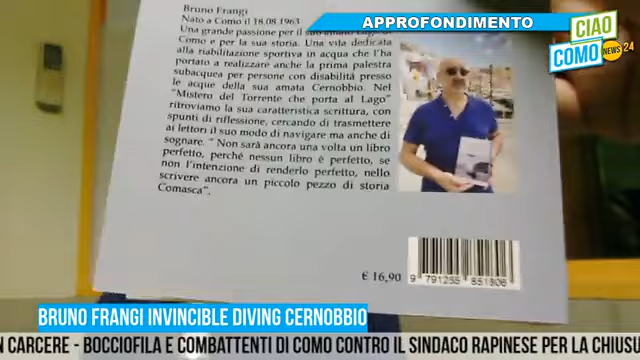 Bruno Frangi
Nato a Como il 18.08.1963
Una grande passione per il suo amato
Como e per la sua storia. Una vita dedicata
alla riabilitazione sportiva in acqua che l'ha
portato a realizzare anche la prima palestra
subacquea per persone con disabilità presso
le acque della sua amata Cernobbio. Nel
"Mistero del Torrente che porta al Lago"
ritroviamo la sua caratteristica scrittura, con
spunti di riflessione, cercando di trasmettere
ai lettori il suo modo di navigare ma anche di
sognare. " Non sarà ancora una volta un libro
perfetto, perché nessun libro è perfetto, se
non l'intenzione di renderlo perfetto, nello
scrivere ancora un piccolo pezzo di storia
Comasca".
€ 16,90
9 791255 851806
APPROFONDIMENTO
CIAO
COMO
NEWS 24
BRUNO FRANGI INVINCIBLE DIVING CERNOBBIO
N CARCERE - BOCCIOFILA E COMBATTENTI DI COMO CONTRO IL SINDACO RAPINESE PER LA CHIUSU